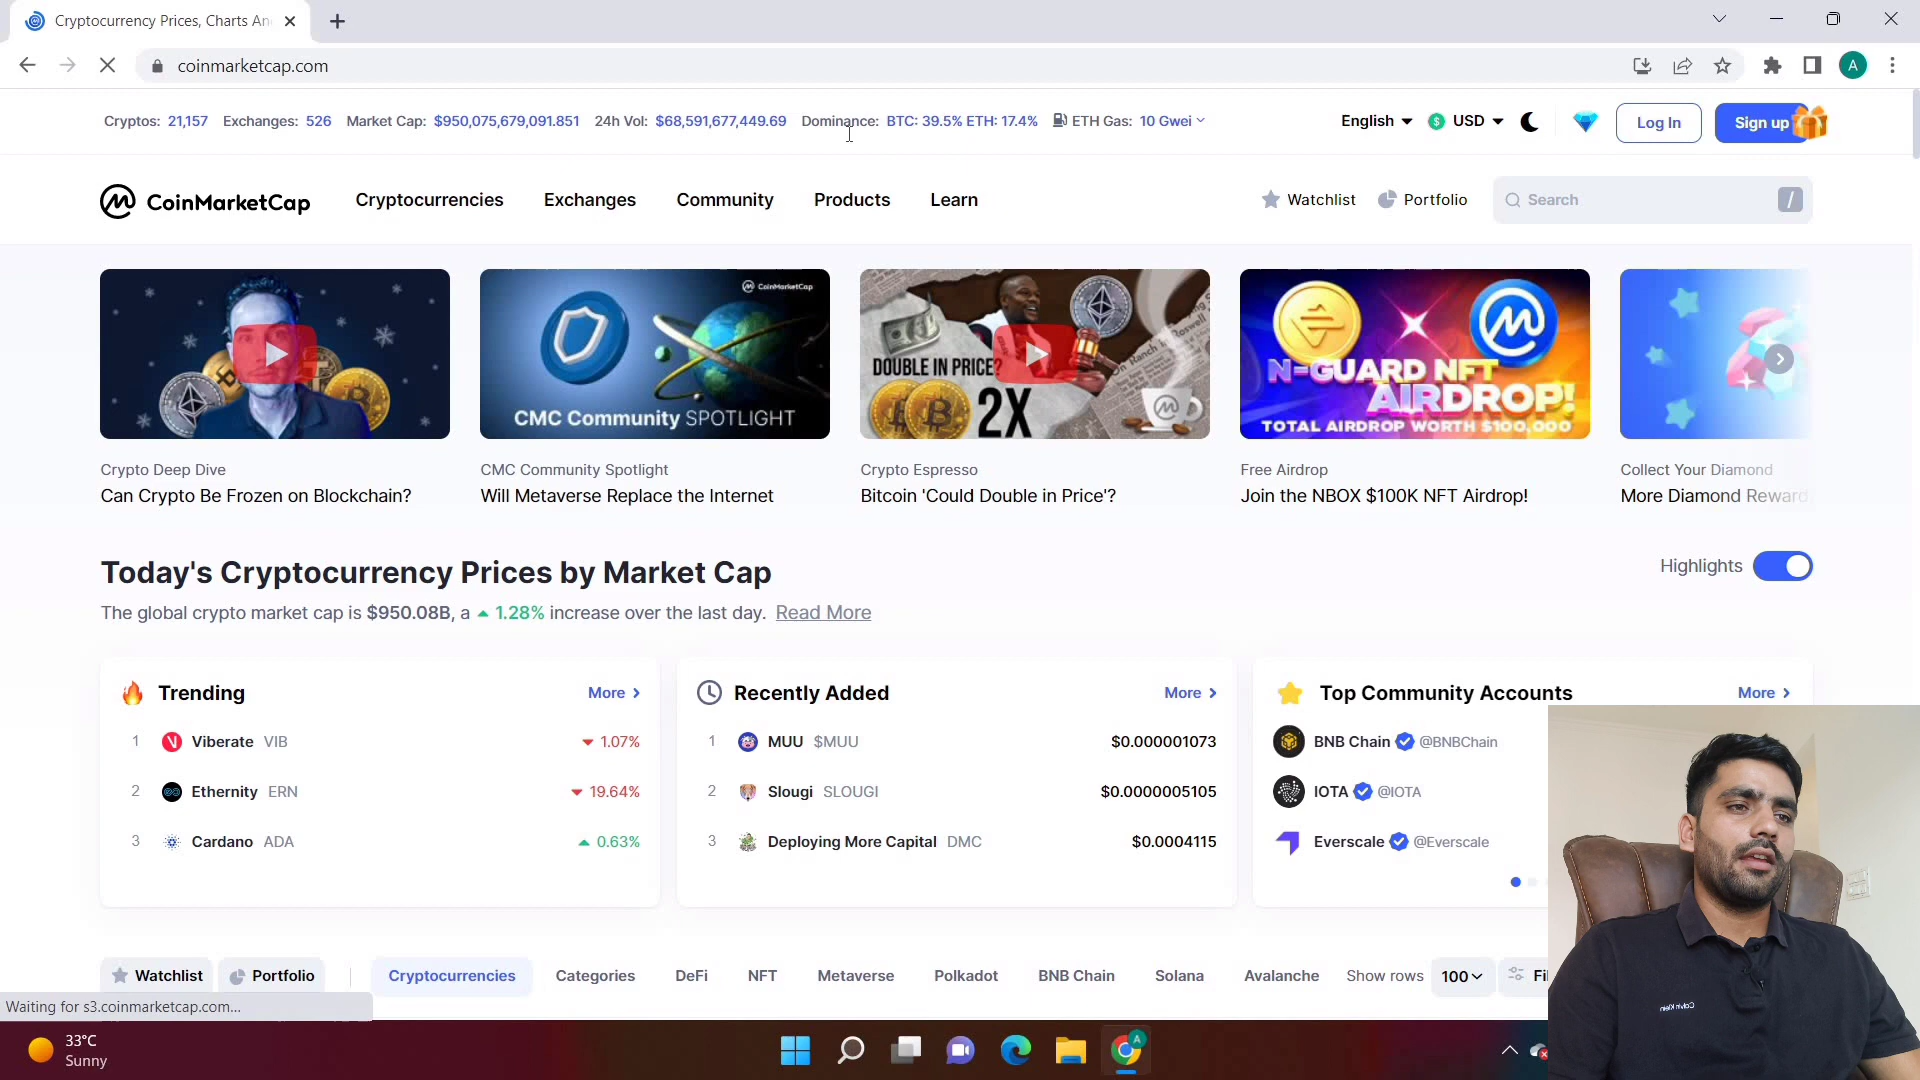 Cryptocurrency Prices, Charts An
coinmarketcap.com
A
Cryptos: 21,157 Exchanges: 526 Market Cap: $950,075,679,091.851 24h Vol: $68,591,677,449.69 Dominance: BTC: 39.5% ETH: 17.4% ETH Gas: 10 Gwei
English $ USD Log In Sign up
CoinMarketCap Cryptocurrencies Exchanges Community Products Learn
Watchlist Portfolio Search /
CoinMarketCap
CMC Community SPOTLIGHT
DOUBLE IN PRICE?
2X
Roswell
Ranch
N-GUARD NFT
AIRDROP!
TOTAL AIRDROP WORTH $100,000
Crypto Deep Dive
Can Crypto Be Frozen on Blockchain?
CMC Community Spotlight
Will Metaverse Replace the Internet
Crypto Espresso
Bitcoin 'Could Double in Price'?
Free Airdrop
Join the NBOX $100K NFT Airdrop!
Collect Your Diamond
More Diamond Reward
Today's Cryptocurrency Prices by Market Cap
Highlights
The global crypto market cap is $950.08B, a 1.28% increase over the last day. Read More
Trending More
1 Viberate VIB 1.07%
2 Ethernity ERN 19.64%
3 Cardano ADA 0.63%
Recently Added More
1 MUU $MUU $0.000001073
2 Slougi SLOUGI $0.0000005105
3 Deploying More Capital DMC $0.0004115
Top Community Accounts More
BNB Chain @BNBChain
IOTA @IOTA
Everscale @Everscale
Watchlist Portfolio Cryptocurrencies Categories DeFi NFT Metaverse Polkadot BNB Chain Solana Avalanche Show rows 100 Fil
Waiting for s3.coinmarketcap.com...
33°C
Sunny
A
Calvin Klein